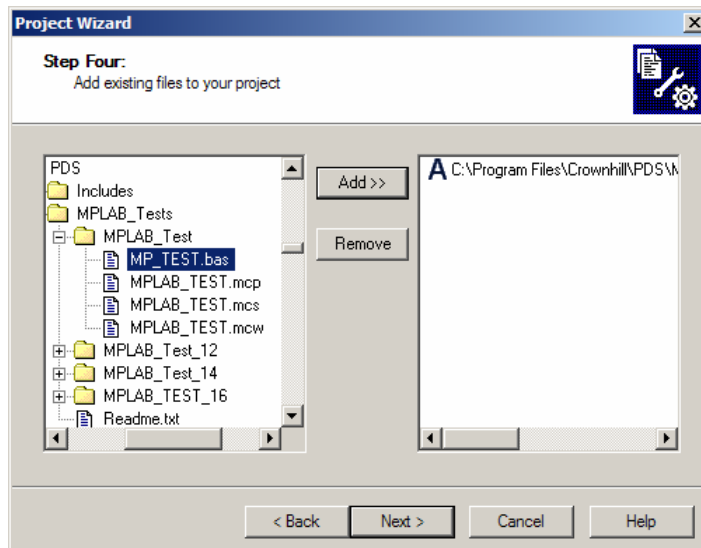 Project Wizard
Step Four:
Add existing files to your project
PDS
Includes
MPLAB_Tests
MPLAB_Test
MP_TEST.bas
MPLAB_TEST.mcp
MPLAB_TEST.mcs
MPLAB_TEST.mcw
MPLAB_Test_12
MPLAB_Test_14
MPLAB_TEST_16
Readme.txt
Add >>
Remove
A C:\Program Files\Crownhill\PDS\M
< Back Next > Cancel Help